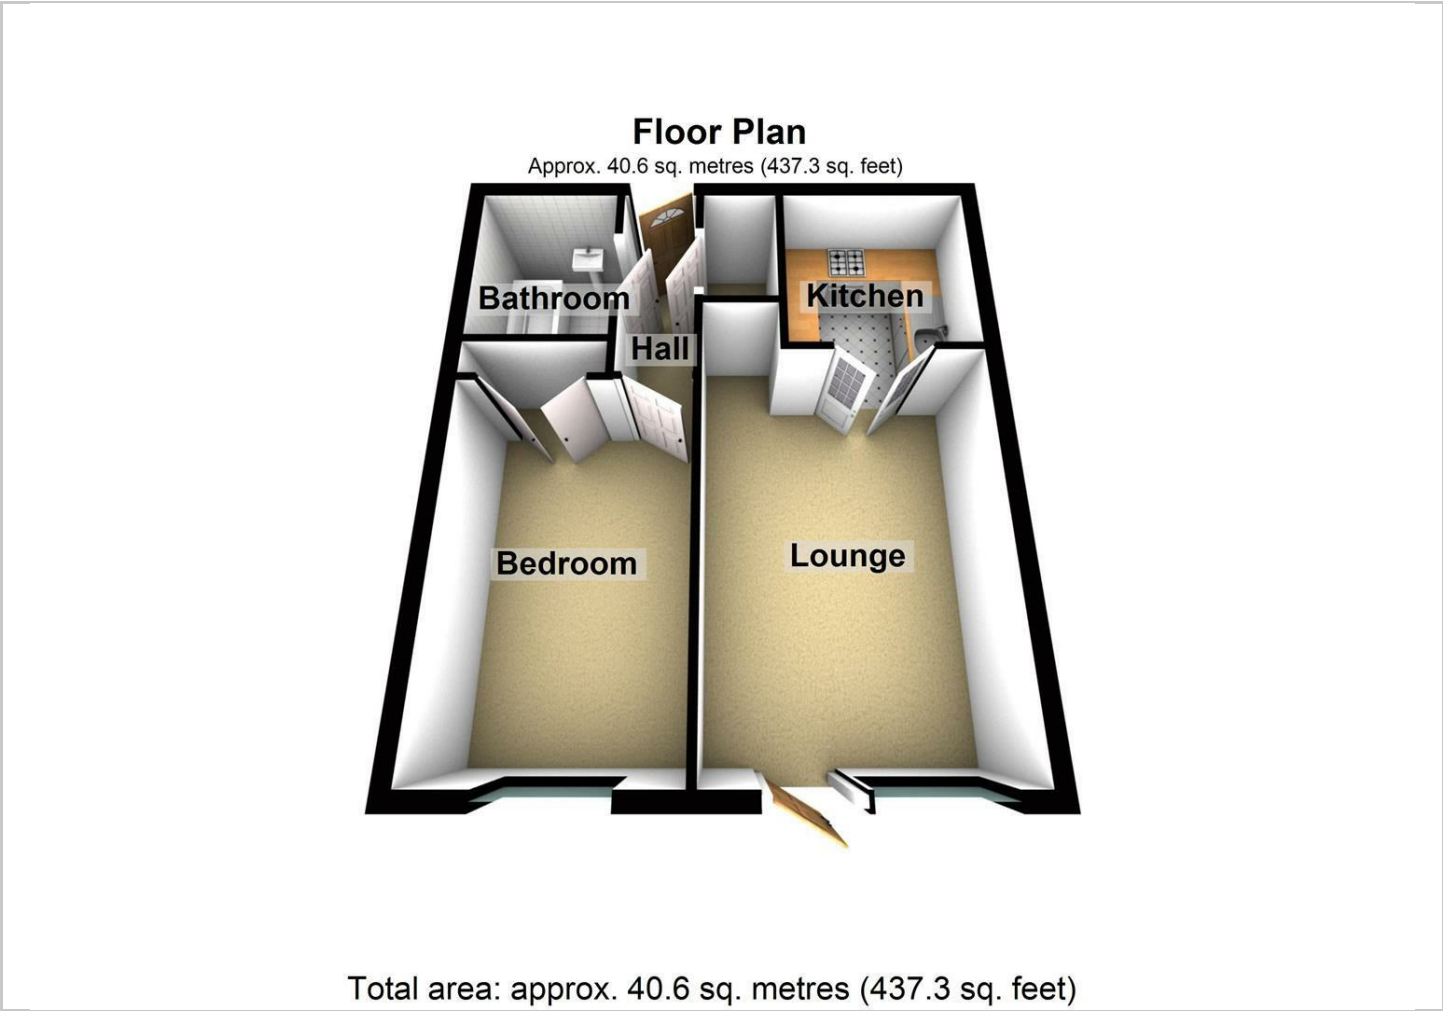 Floor Plan
Approx. 40.6 sq. metres (437.3 sq. feet)
Bathroom
Kitchen
Hall
Bedroom
Lounge
Total area: approx. 40.6 sq. metres (437.3 sq. feet)